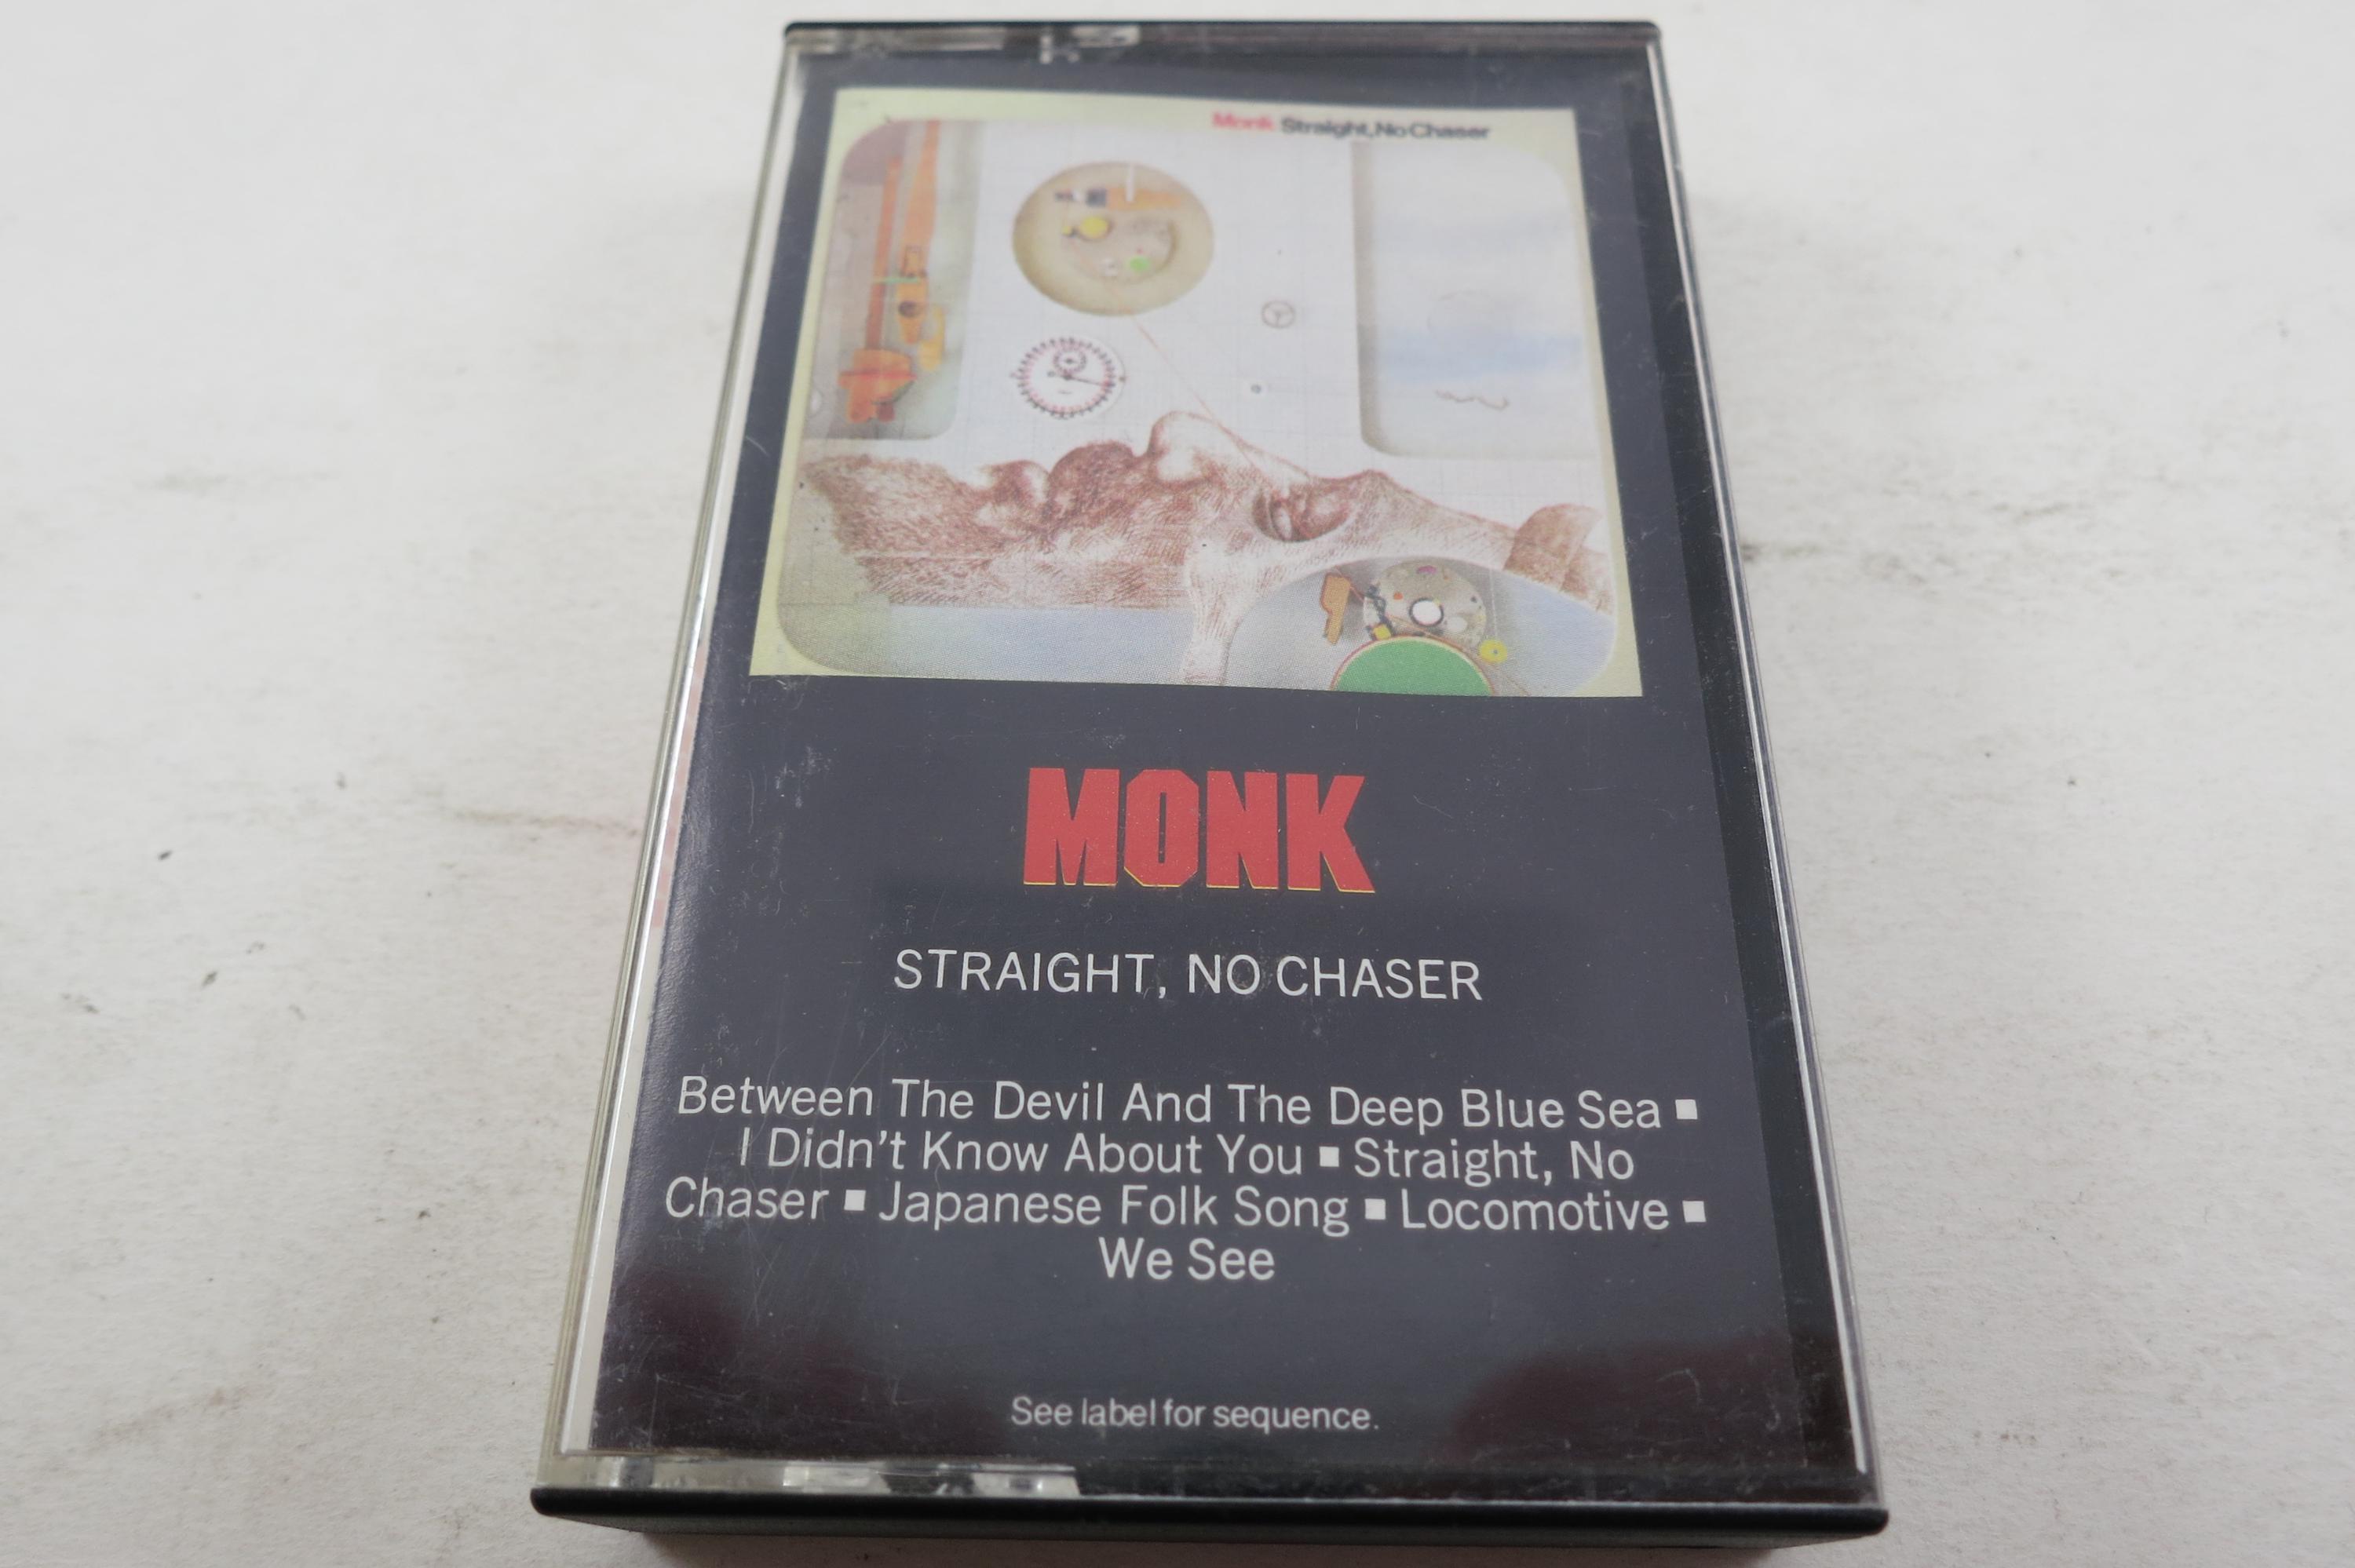 Monk Straight, No Chaser
MONK
STRAIGHT, NO CHASER
Between The Devil And The Deep Blue Sea ■
I Didn't Know About You ■ Straight, No
Chaser ■ Japanese Folk Song ■ Locomotive ■
We See
See label for sequence.